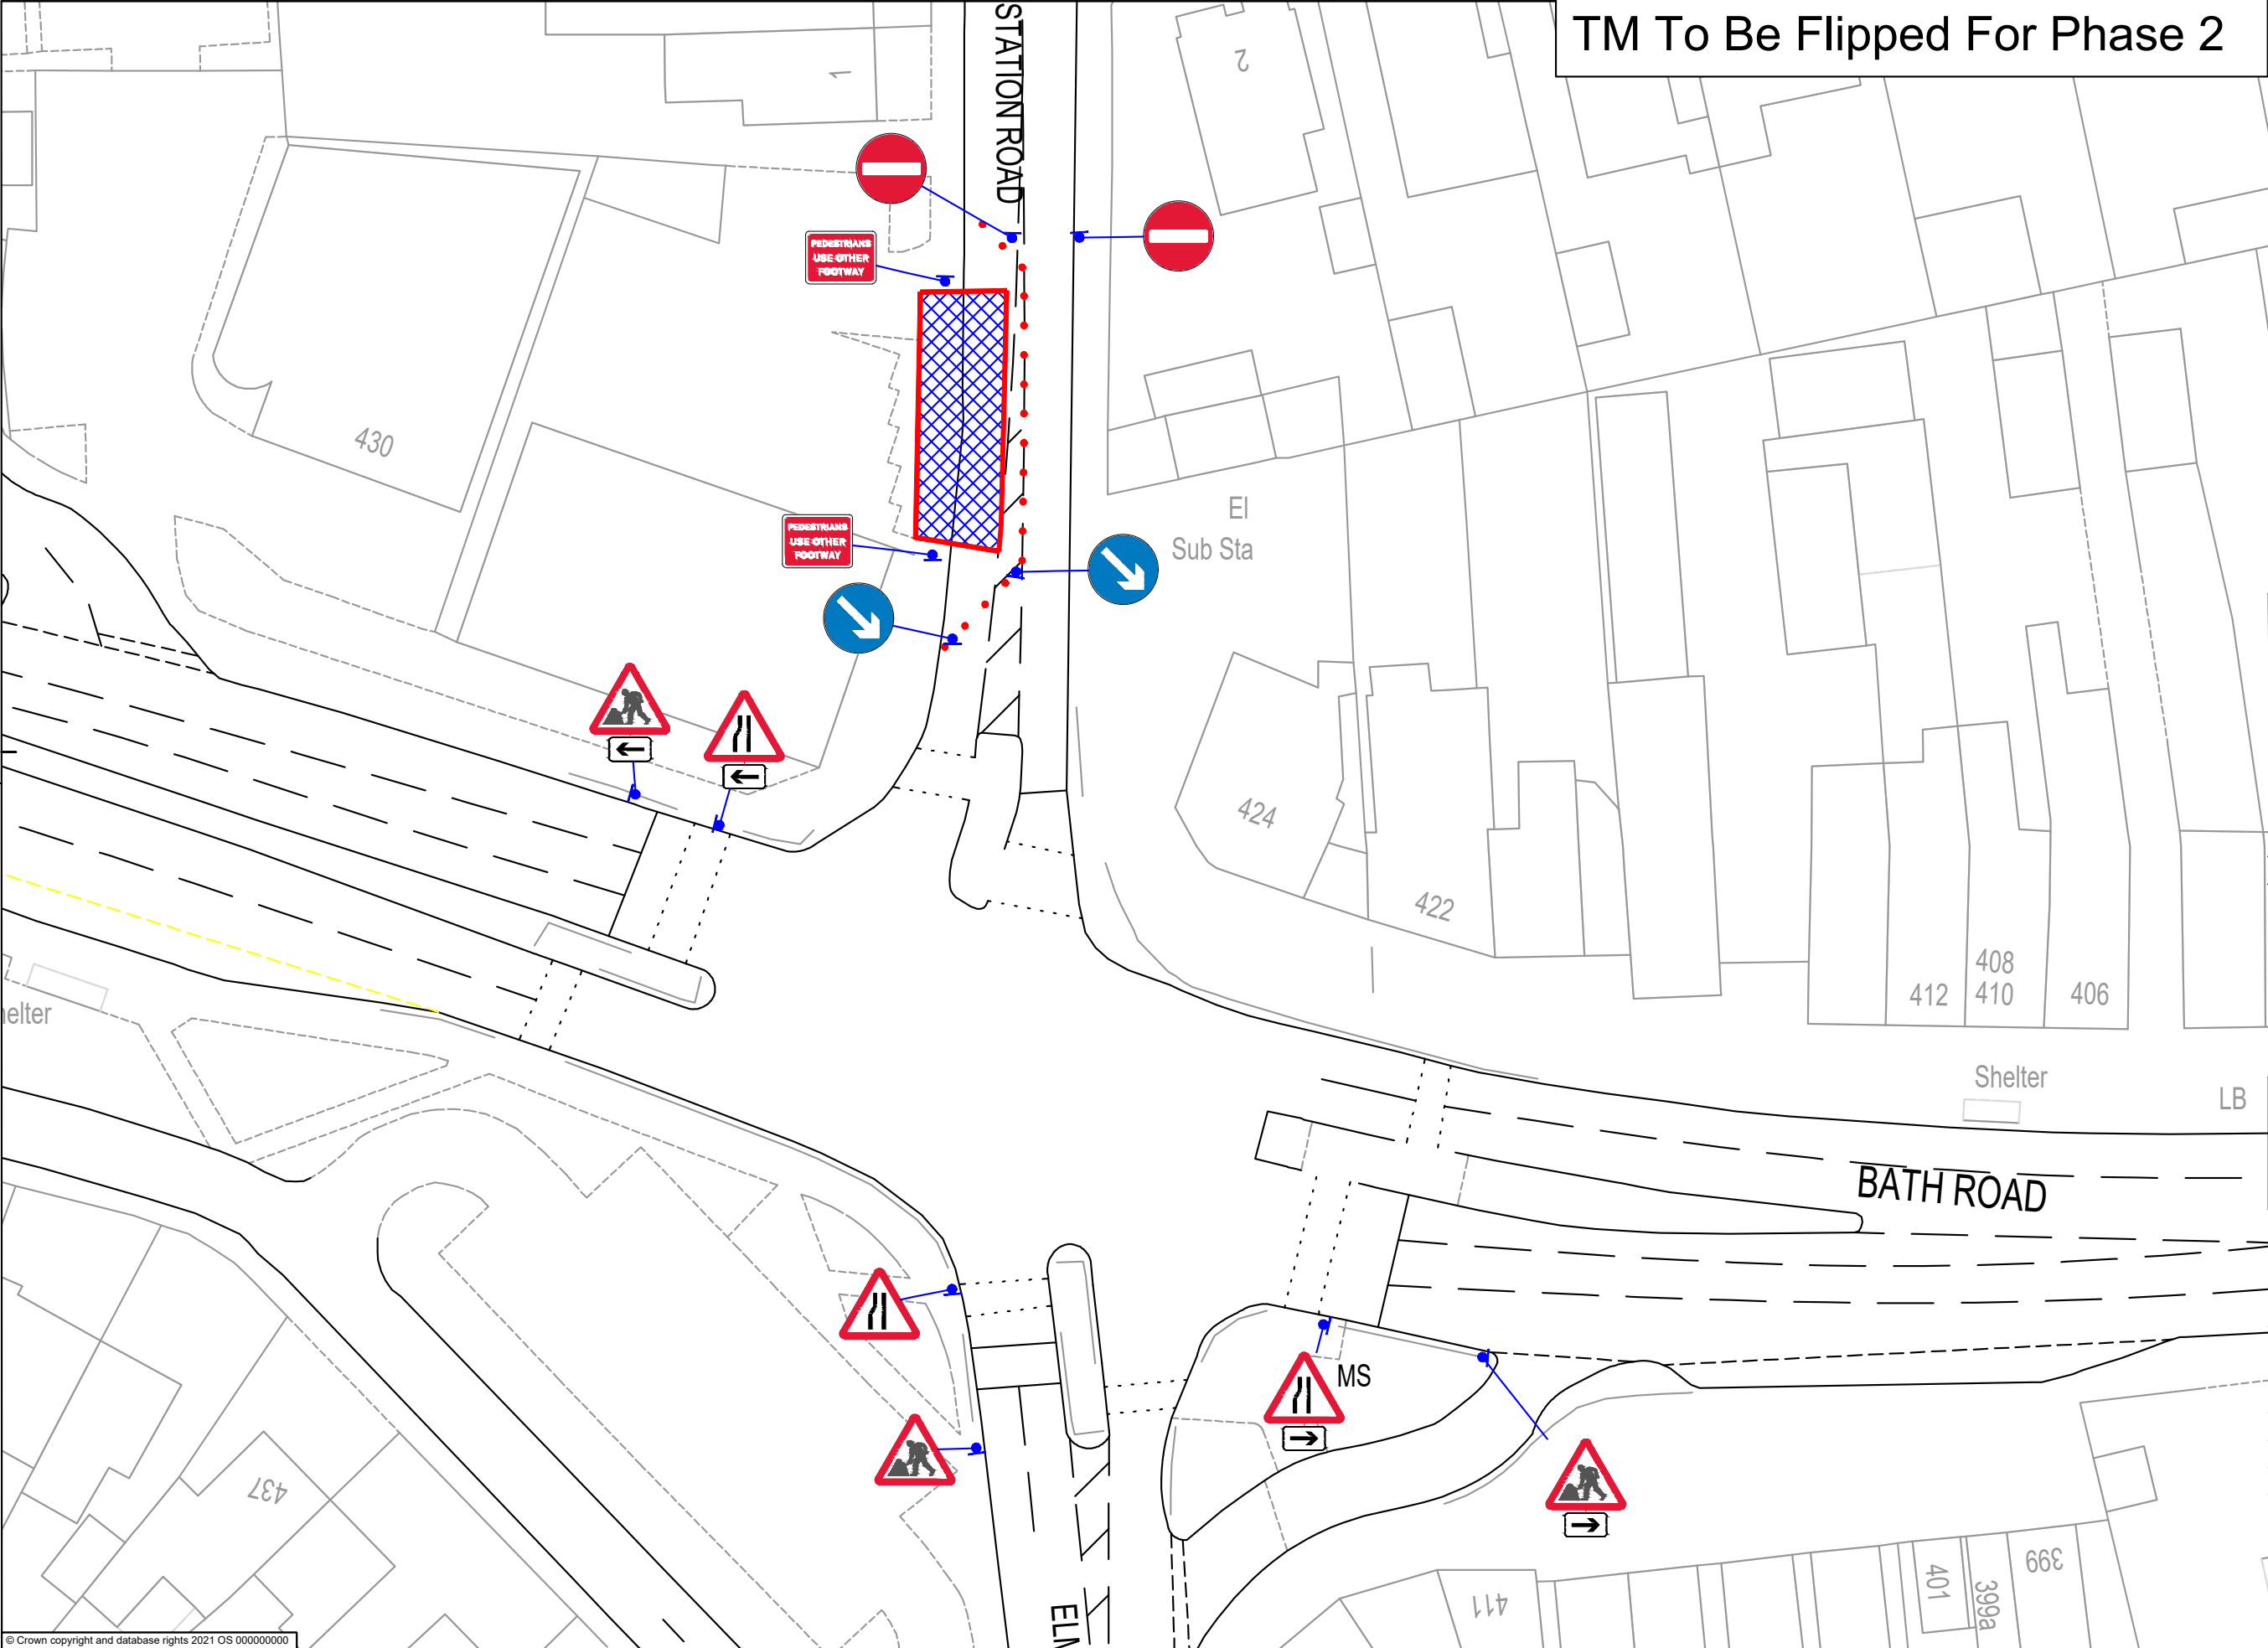 TM To Be Flipped For Phase 2
STATION ROAD
1
2
PEDESTRIANS
USE OTHER
FOOTWAY
430
PEDESTRIANS
USE OTHER
FOOTWAY
El
Sub Sta
424
422
408
412
410
406
elter
Shelter
LB
BATH ROAD
MS
437
ELM
411
401
399a
399
© Crown copyright and database rights 2021 OS 000000000